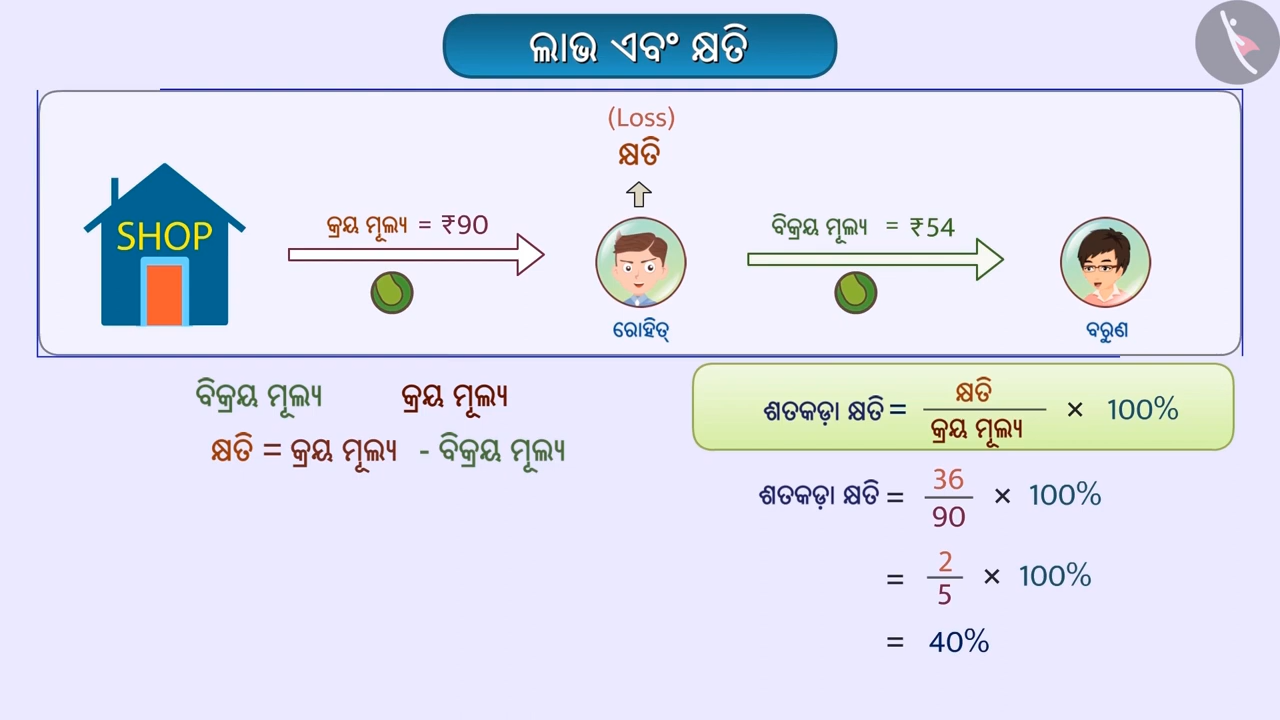 ଲାଭ ଏବଂ କ୍ଷତି
(Loss)
କ୍ଷତି
SHOP
କ୍ରୟ ମୂଲ୍ୟ = ₹90
ବିକ୍ରୟ ମୂଲ୍ୟ = ₹54
ରୋହିତ୍
ବରୁଣ
ବିକ୍ରୟ ମୂଲ୍ୟ କ୍ରୟ ମୂଲ୍ୟ
କ୍ଷତି = କ୍ରୟ ମୂଲ୍ୟ - ବିକ୍ରୟ ମୂଲ୍ୟ
ଶତକଡ଼ା କ୍ଷତି = କ୍ଷତି / କ୍ରୟ ମୂଲ୍ୟ × 100%
ଶତକଡ଼ା କ୍ଷତି = 36 / 90 × 100%
= 2 / 5 × 100%
= 40%